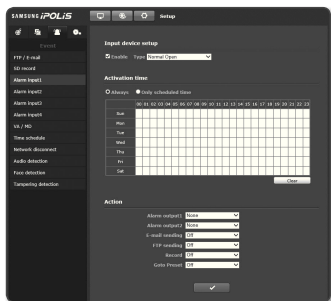 SAMSUNG iPOLiS
Setup
Event
FTP / E-mail
SD record
Alarm input1
Alarm input2
Alarm input3
Alarm input4
VA / MD
Time schedule
Network disconnect
Audio detection
Face detection
Tampering detection
Input device setup
Enable Type Normal Open
Activation time
Always Only scheduled time
00 01 02 03 04 05 06 07 08 09 10 11 12 13 14 15 16 17 18 19 20 21 22 23
Sun
Mon
Tue
Wed
Thu
Fri
Sat
Clear
Action
Alarm output1 None
Alarm output2 None
E-mail sending Off
FTP sending Off
Record Off
Goto Preset Off